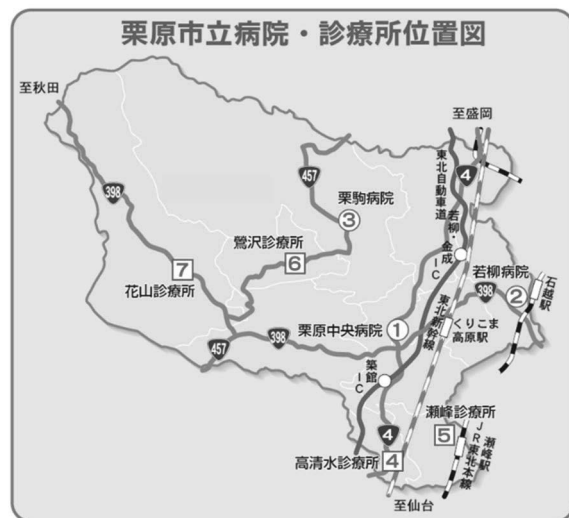 栗原市立病院・診療所位置図
至秋田
至盛岡
東北自動車道
4
457
398
栗駒病院
3
若柳・金成
IC
鶯沢診療所
6
7
花山診療所
若柳病院
398
2
石越駅
東北新幹線
くりこま
高原駅
栗原中央病院
1
398
457
築館
IC
瀬峰診療所
5
4
高清水診療所
4
瀬峰駅
JR東北本線
至仙台